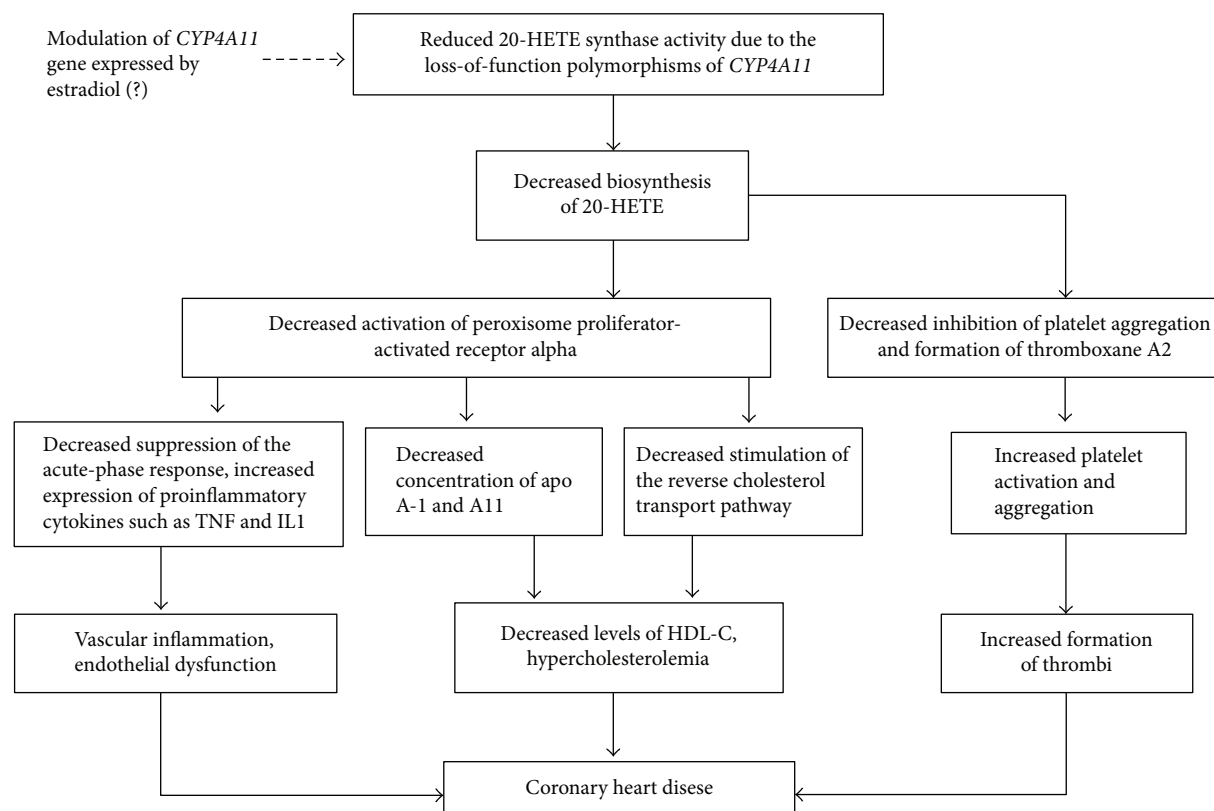 Modulation of CYP4A11
gene expressed by
estradiol (?)
Reduced 20-HETE synthase activity due to the
loss-of-function polymorphisms of CYP4A11
Decreased biosynthesis
of 20-HETE
Decreased activation of peroxisome proliferator-
activated receptor alpha
Decreased inhibition of platelet aggregation
and formation of thromboxane A2
Decreased suppression of the
acute-phase response, increased
expression of proinflammatory
cytokines such as TNF and IL1
Decreased
concentration of apo
A-1 and A11
Decreased stimulation of
the reverse cholesterol
transport pathway
Increased platelet
activation and
aggregation
Vascular inflammation,
endothelial dysfunction
Decreased levels of HDL-C,
hypercholesterolemia
Increased formation
of thrombi
Coronary heart disese